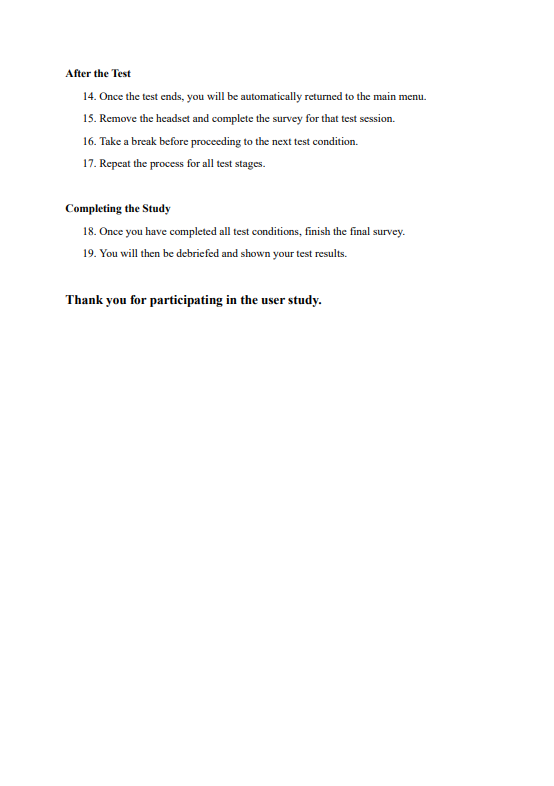 After the Test
14. Once the test ends, you will be automatically returned to the main menu.
15. Remove the headset and complete the survey for that test session.
16. Take a break before proceeding to the next test condition.
17. Repeat the process for all test stages.
Completing the Study
18. Once you have completed all test conditions, finish the final survey.
19. You will then be debriefed and shown your test results.
Thank you for participating in the user study.